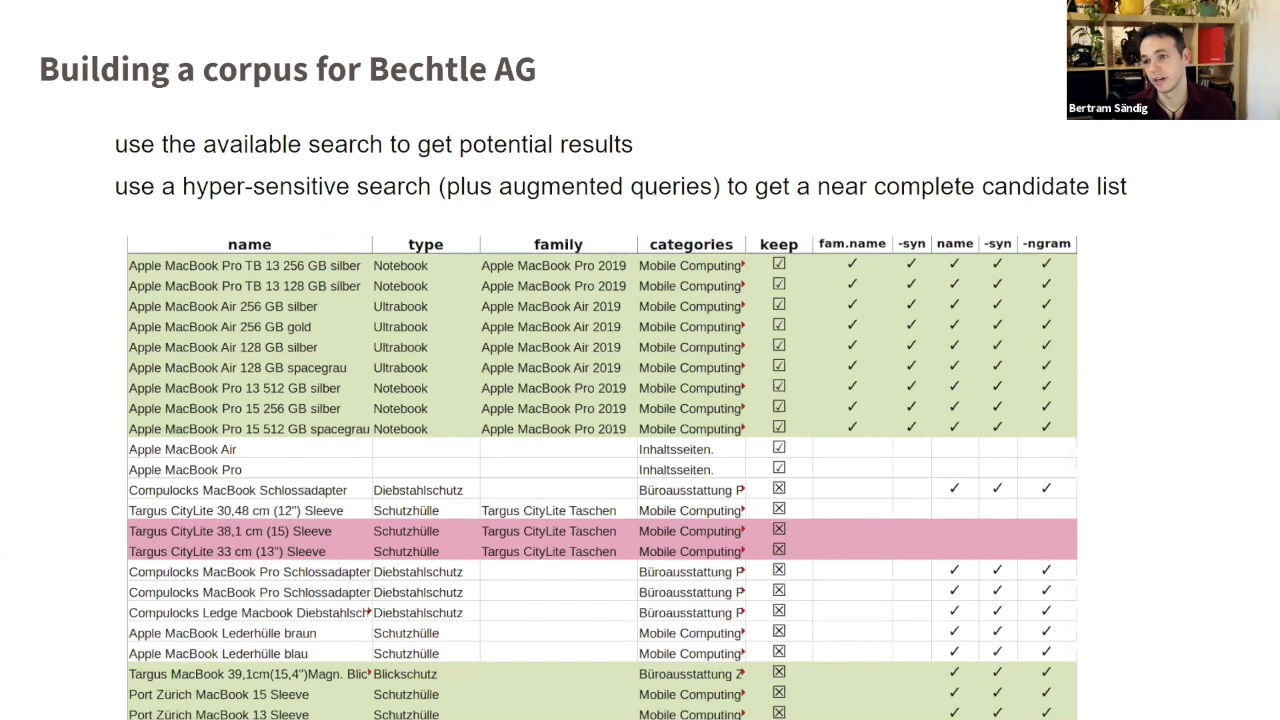 Building a corpus for Bechtle AG
Bertram Sändig
use the available search to get potential results
use a hyper-sensitive search (plus augmented queries) to get a near complete candidate list
name type family categories keep fam.name -syn name -syn -ngram
Apple MacBook Pro TB 13 256 GB silber Notebook Apple MacBook Pro 2019 Mobile Computing ☑ ✓ ✓ ✓ ✓ ✓
Apple MacBook Pro TB 13 128 GB silber Notebook Apple MacBook Pro 2019 Mobile Computing ☑ ✓ ✓ ✓ ✓ ✓
Apple MacBook Air 256 GB silber Ultrabook Apple MacBook Air 2019 Mobile Computing ☑ ✓ ✓ ✓ ✓ ✓
Apple MacBook Air 256 GB gold Ultrabook Apple MacBook Air 2019 Mobile Computing ☑ ✓ ✓ ✓ ✓ ✓
Apple MacBook Air 128 GB silber Ultrabook Apple MacBook Air 2019 Mobile Computing ☑ ✓ ✓ ✓ ✓ ✓
Apple MacBook Air 128 GB spacegrau Ultrabook Apple MacBook Air 2019 Mobile Computing ☑ ✓ ✓ ✓ ✓ ✓
Apple MacBook Pro 13 512 GB silber Notebook Apple MacBook Pro 2019 Mobile Computing ☑ ✓ ✓ ✓ ✓ ✓
Apple MacBook Pro 15 256 GB silber Notebook Apple MacBook Pro 2019 Mobile Computing ☑ ✓ ✓ ✓ ✓ ✓
Apple MacBook Pro 15 512 GB spacegrau Notebook Apple MacBook Pro 2019 Mobile Computing ☑ ✓ ✓ ✓ ✓ ✓
Apple MacBook Air Inhaltsseiten. ☑
Apple MacBook Pro Inhaltsseiten. ☑
Compulocks MacBook Schlossadapter Diebstahlschutz Büroausstattung P ☒ ✓ ✓ ✓
Targus CityLite 30,48 cm (12") Sleeve Schutzhülle Targus CityLite Taschen Mobile Computing ☒
Targus CityLite 38,1 cm (15) Sleeve Schutzhülle Targus CityLite Taschen Mobile Computing ☒
Targus CityLite 33 cm (13") Sleeve Schutzhülle Targus CityLite Taschen Mobile Computing ☒
Compulocks MacBook Pro Schlossadapter Diebstahlschutz Büroausstattung P ☒ ✓ ✓ ✓
Compulocks MacBook Pro Schlossadapter Diebstahlschutz Büroausstattung P ☒ ✓ ✓ ✓
Compulocks Ledge Macbook Diebstahlsch Diebstahlschutz Büroausstattung P ☒ ✓ ✓ ✓
Apple MacBook Lederhülle braun Schutzhülle Mobile Computing ☒ ✓ ✓ ✓
Apple MacBook Lederhülle blau Schutzhülle Mobile Computing ☒ ✓ ✓ ✓
Targus MacBook 39,1cm(15,4")Magn. Blic Blickschutz Büroausstattung Z ☒ ✓ ✓ ✓
Port Zürich MacBook 15 Sleeve Schutzhülle Mobile Computing ☒ ✓ ✓ ✓
Port Zürich MacBook 13 Sleeve Schutzhülle Mobile Computing ☒ ✓ ✓ ✓